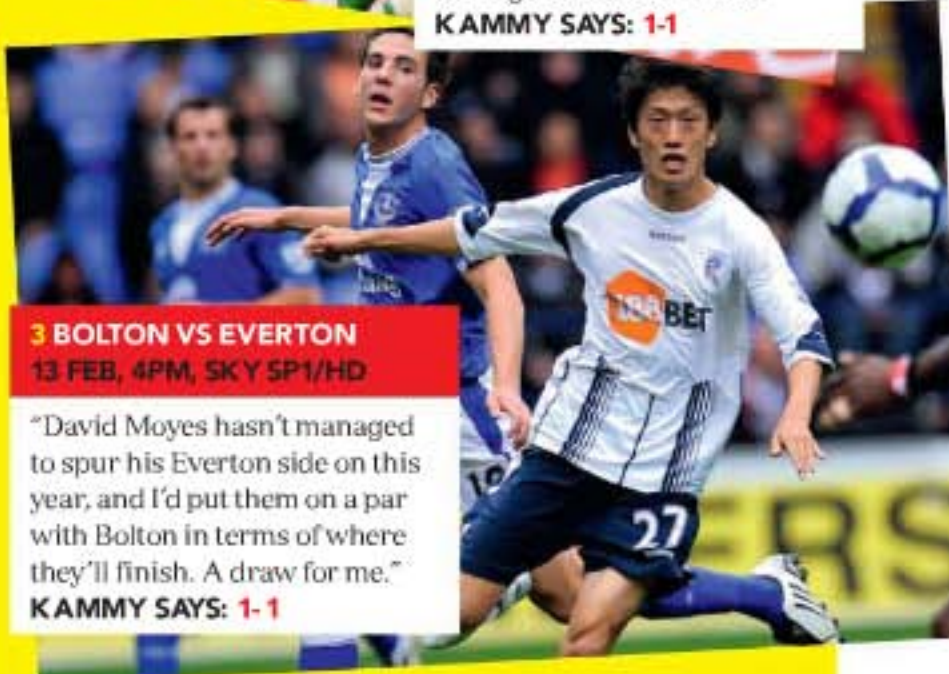 KAMMY SAYS: 1-1
3 BOLTON VS EVERTON
13 FEB, 4PM, SKY SP1/HD
"David Moyes hasn't managed
to spur his Everton side on this
year, and I'd put them on a par
with Bolton in terms of where
they'll finish. A draw for me."
KAMMY SAYS: 1-1
188BET
27
ERS